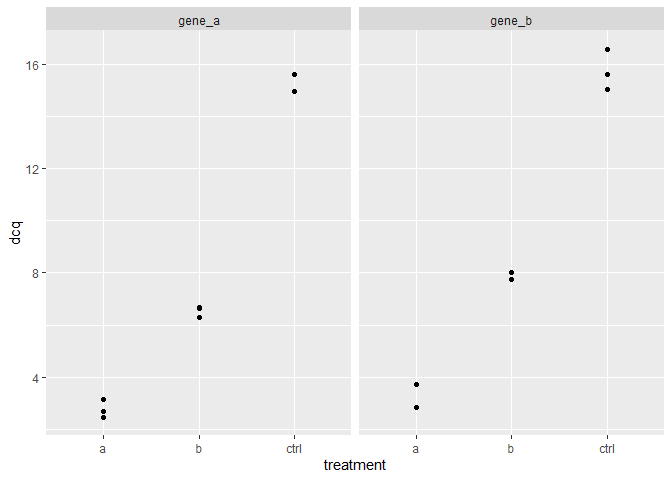 gene_a gene_b
16
12
8
4
dcq
a b ctrl a b ctrl
treatment